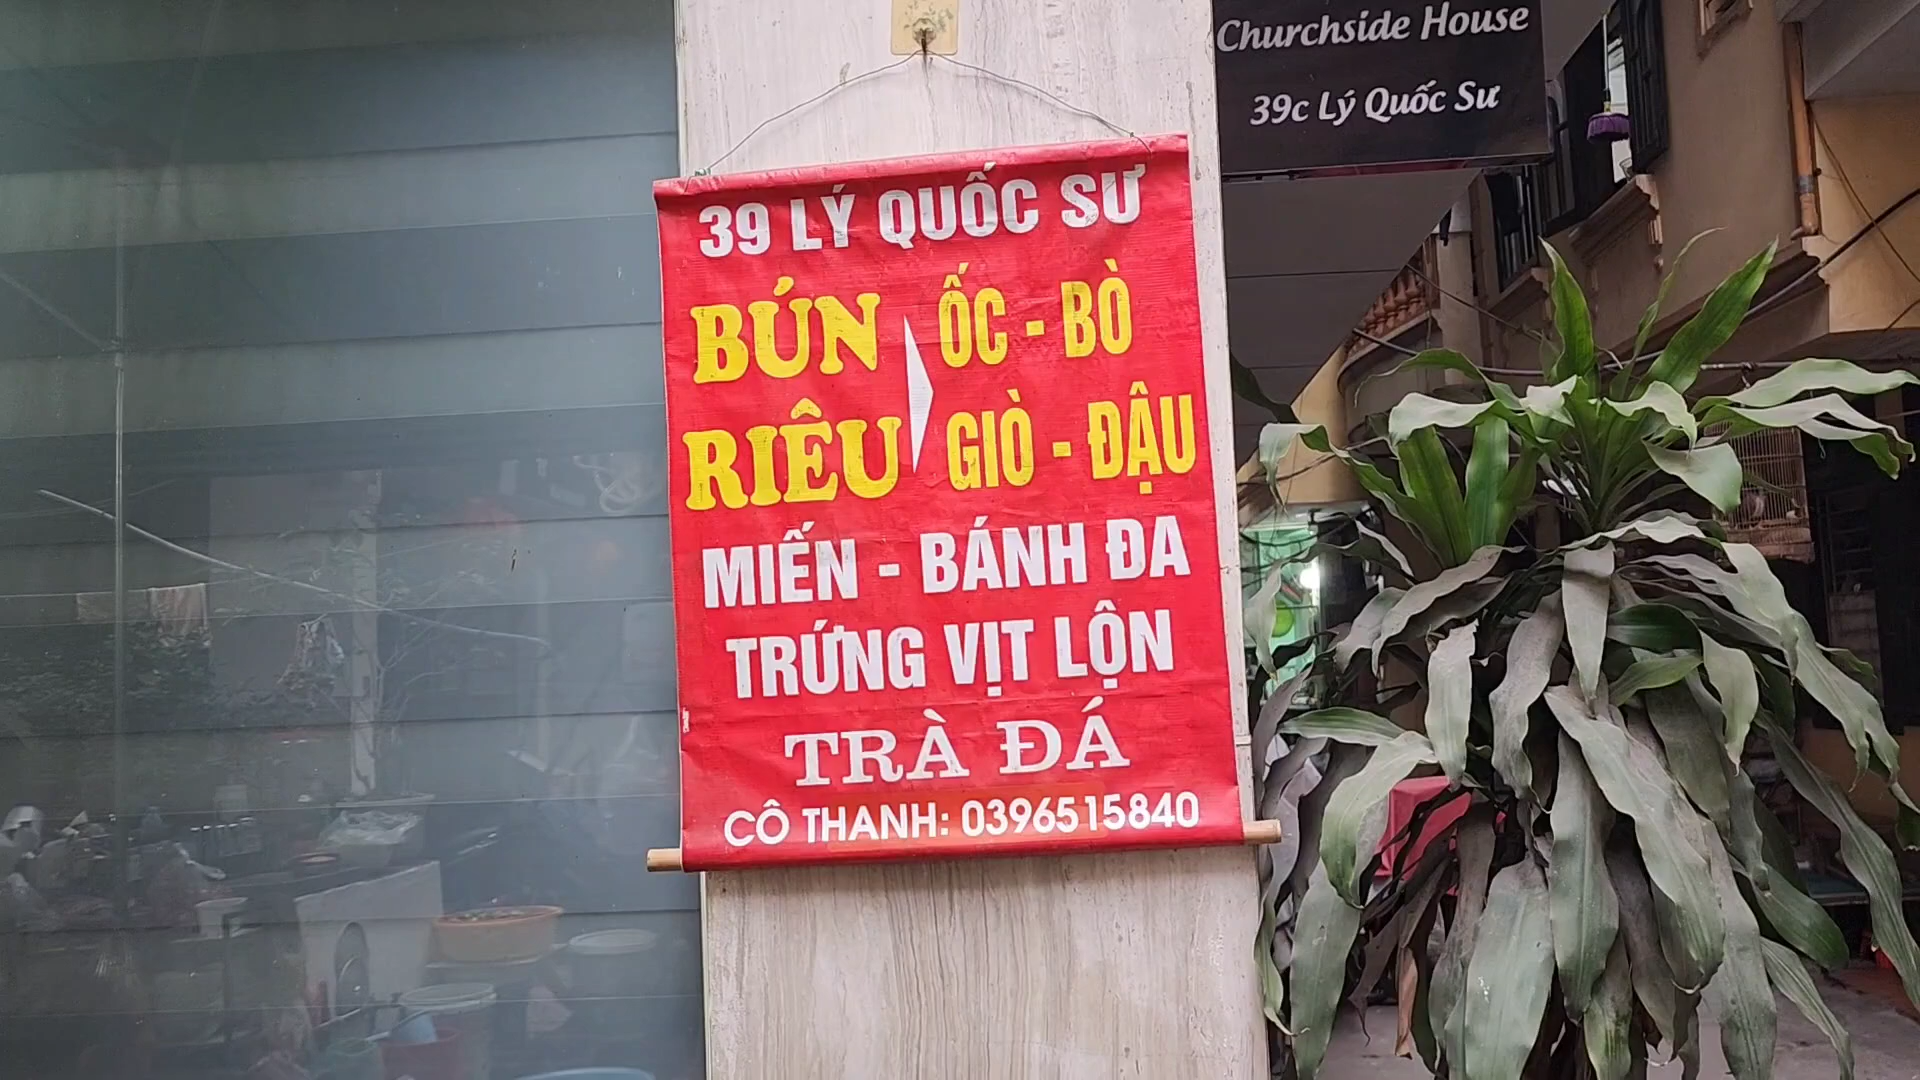 Churchside House
39c Lý Quốc Sư
39 LÝ QUỐC SƯ
BÚN ỐC - BÒ
RIÊU GIÒ - ĐẬU
MIẾN - BÁNH ĐA
TRỨNG VỊT LỘN
TRÀ ĐÁ
CÔ THANH: 0396515840